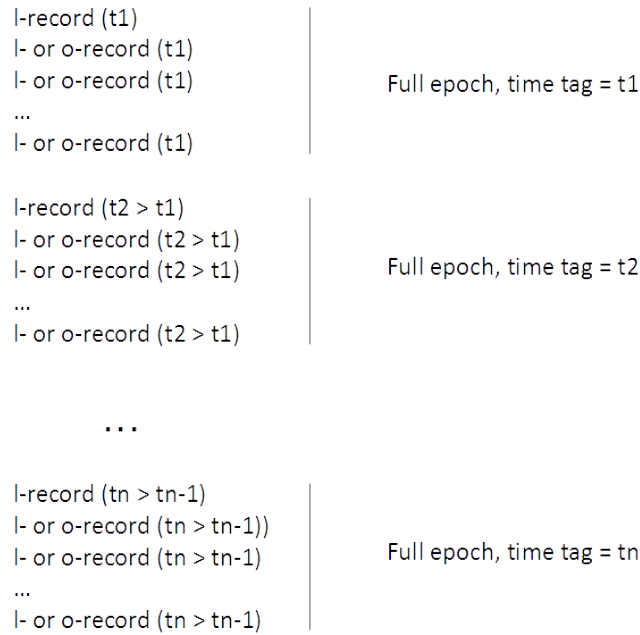 l-record (t1)
l- or o-record (t1)
l- or o-record (t1)
...
l- or o-record (t1)
Full epoch, time tag = t1
l-record (t2 > t1)
l- or o-record (t2 > t1)
l- or o-record (t2 > t1)
...
l- or o-record (t2 > t1)
Full epoch, time tag = t2
...
l-record (tn > tn-1)
l- or o-record (tn > tn-1))
l- or o-record (tn > tn-1)
...
l- or o-record (tn > tn-1)
Full epoch, time tag = tn